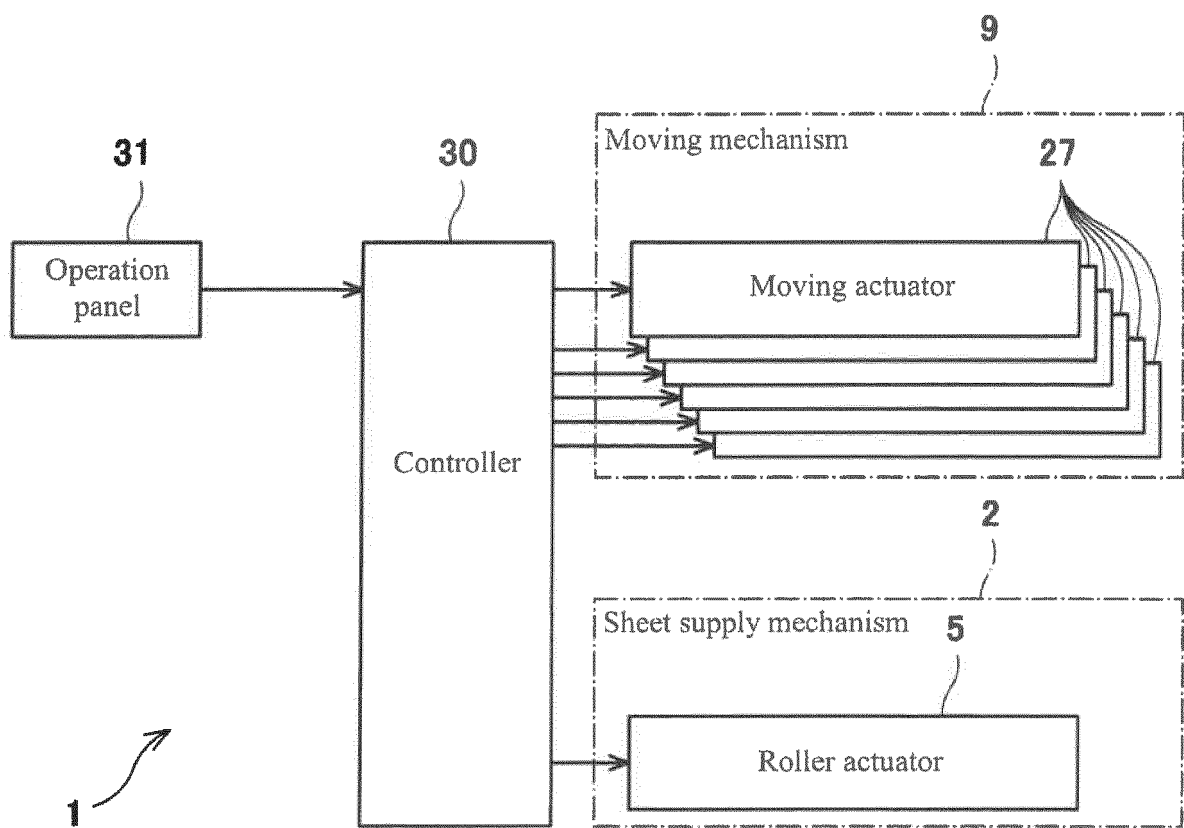 9
Moving mechanism
31
30
27
Operation
panel
Moving actuator
Controller
2
Sheet supply mechanism
5
Roller actuator
1